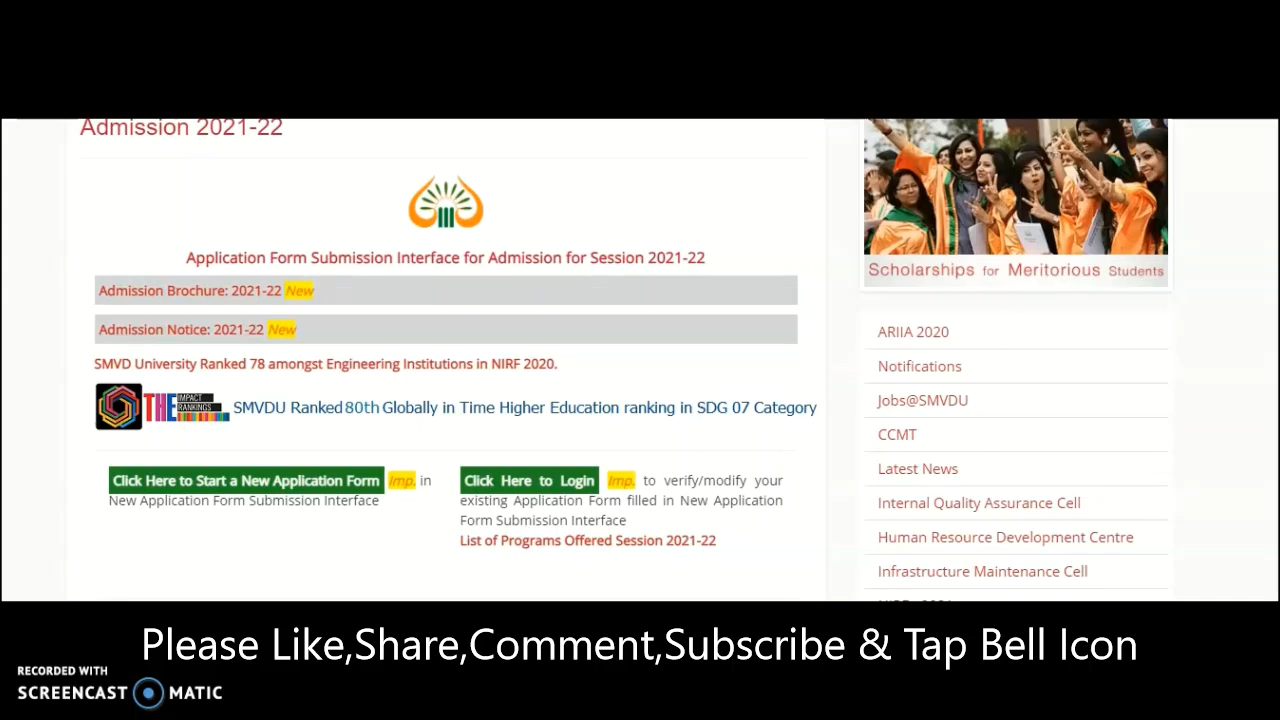 Admission 2021-22
Application Form Submission Interface for Admission for Session 2021-22
Admission Brochure: 2021-22 New
Admission Notice: 2021-22 New
SMVD University Ranked 78 amongst Engineering Institutions in NIRF 2020.
THE IMPACT RANKINGS SMVDU Ranked 80th Globally in Time Higher Education ranking in SDG 07 Category
Click Here to Start a New Application Form Imp. in
New Application Form Submission Interface
Click Here to Login Imp. to verify/modify your
existing Application Form filled in New Application
Form Submission Interface
List of Programs Offered Session 2021-22
Scholarships for Meritorious Students
ARIIA 2020
Notifications
Jobs@SMVDU
CCMT
Latest News
Internal Quality Assurance Cell
Human Resource Development Centre
Infrastructure Maintenance Cell
Please Like,Share,Comment,Subscribe & Tap Bell Icon
RECORDED WITH
SCREENCAST MATIC